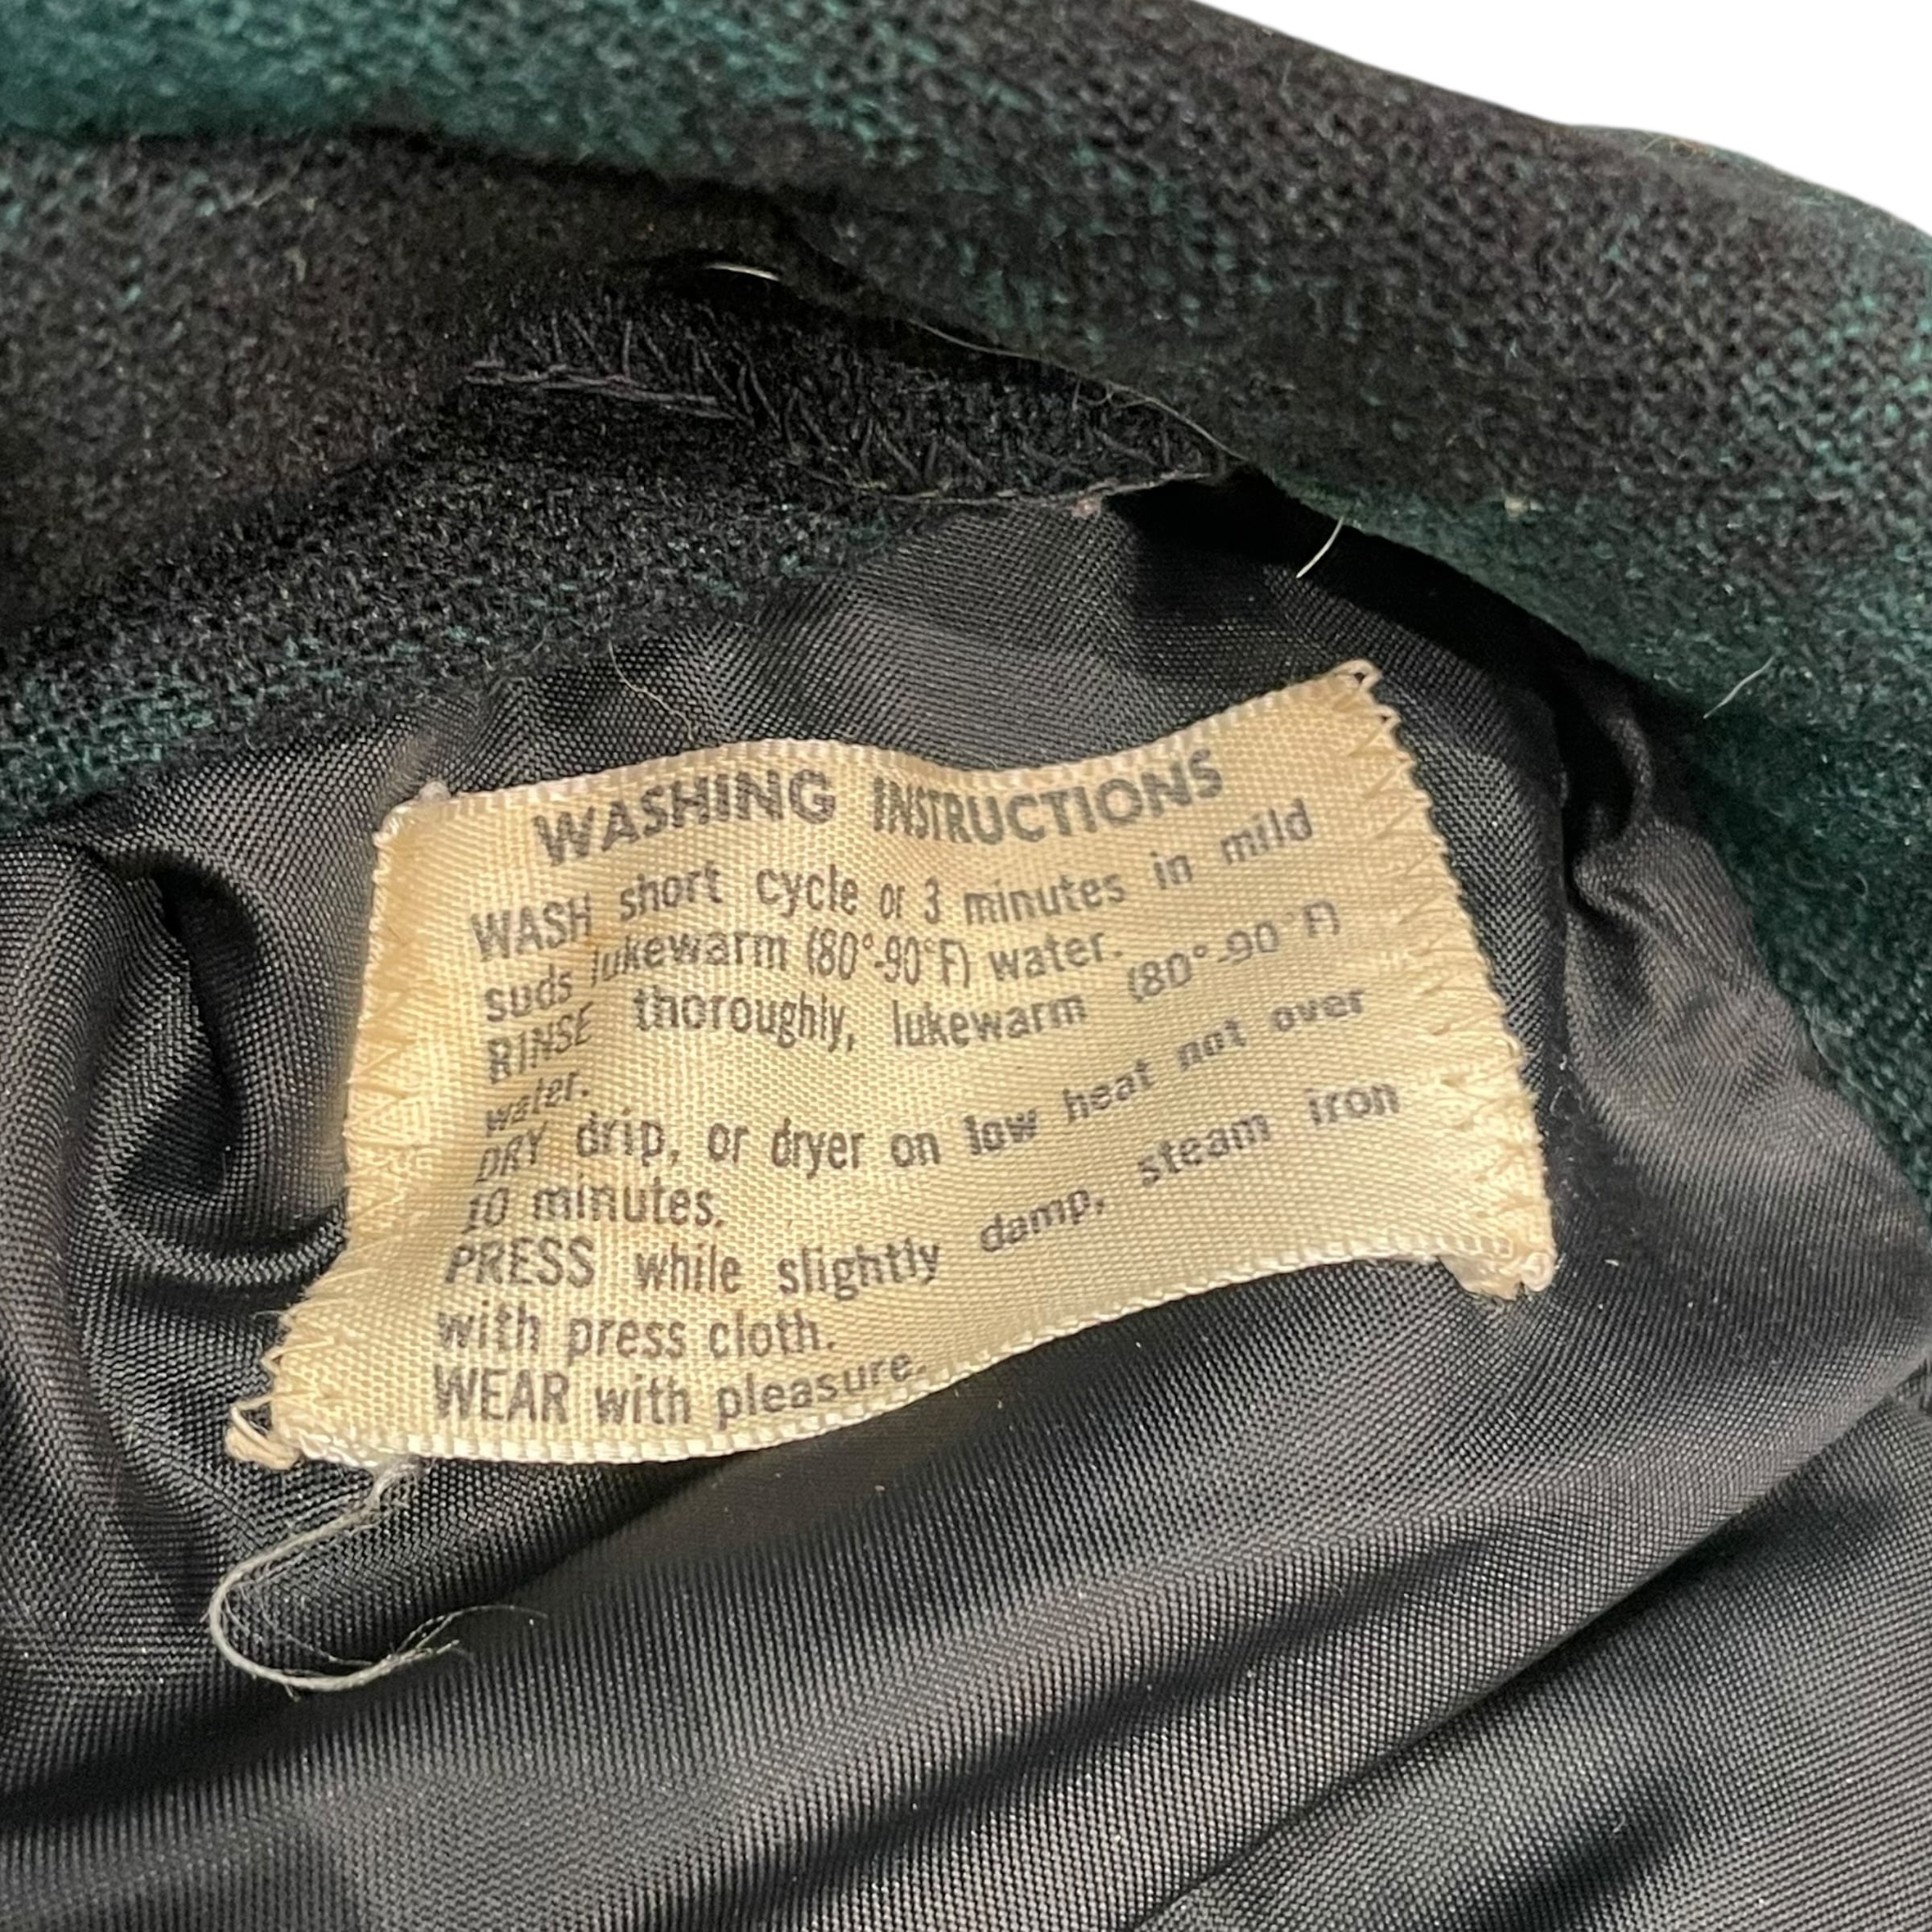 WASHING INSTRUCTIONS
WASH short cycle or 3 minutes in mild
suds lukewarm (80°-90°F) water.
RINSE thoroughly, lukewarm (80°-90°F)
water.
DRY drip, or dryer on low heat not over
10 minutes.
PRESS while slightly damp, steam iron
with press cloth.
WEAR with pleasure.